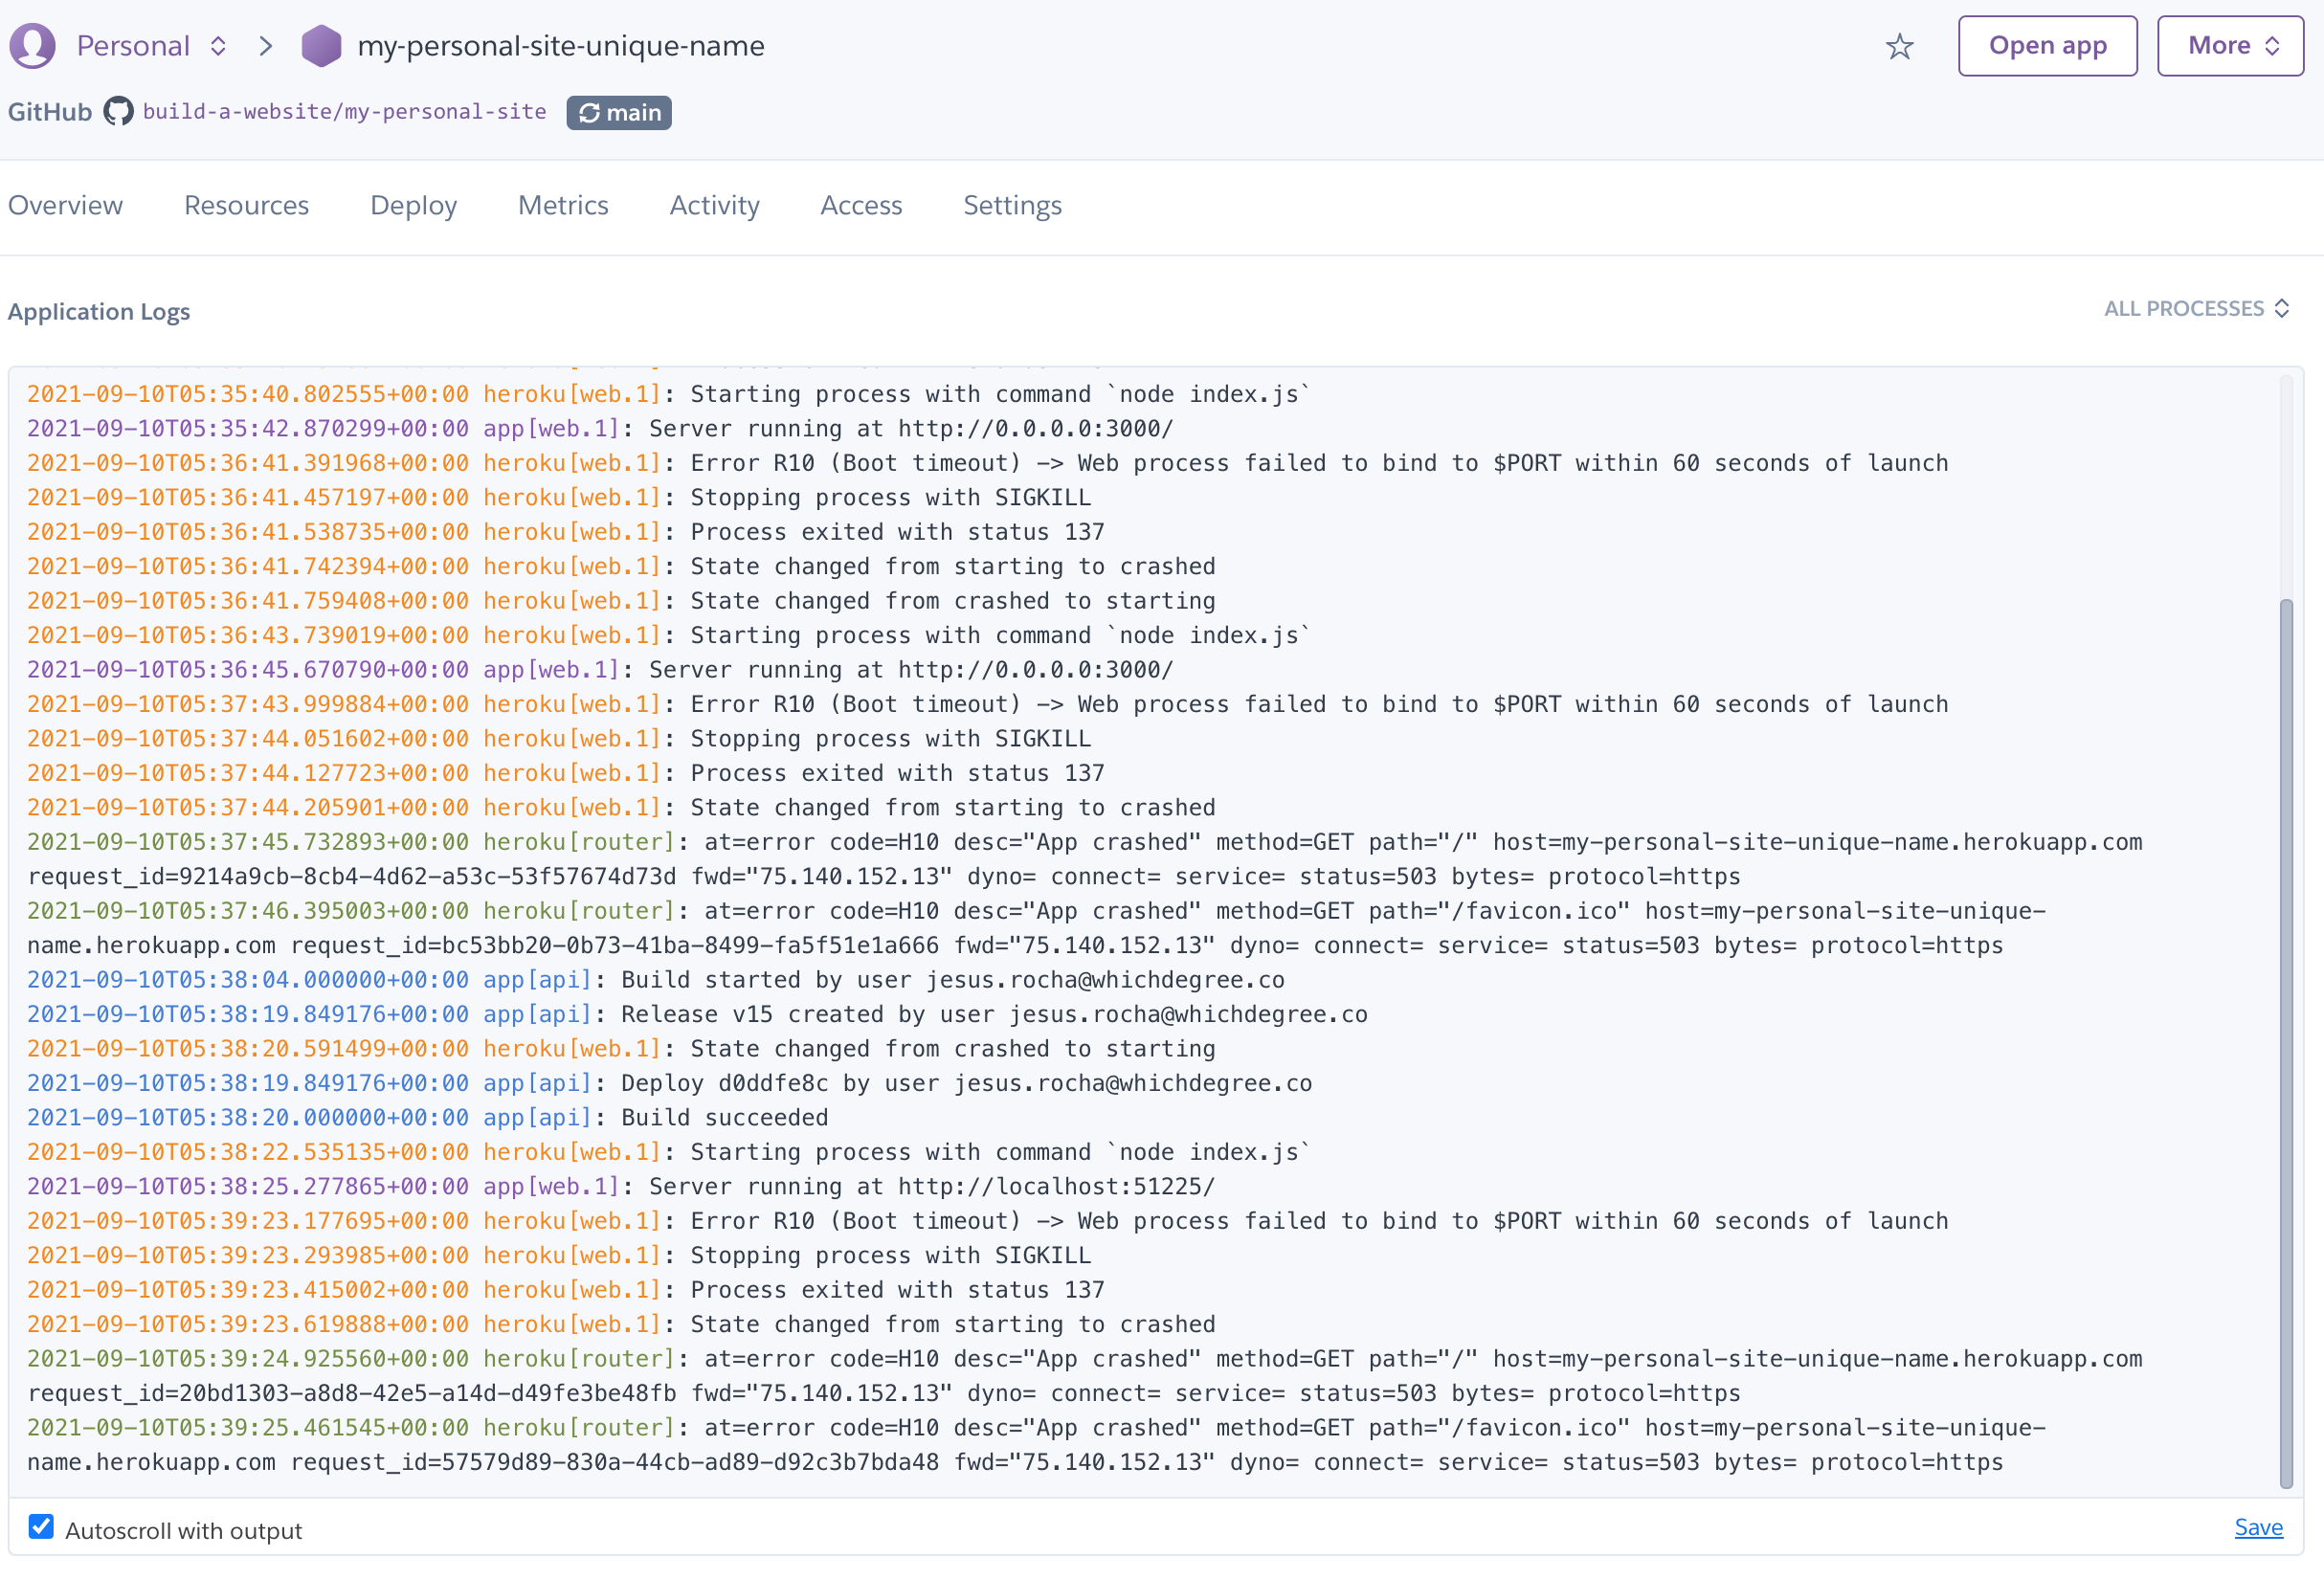 Personal my-personal-site-unique-name Open app More
GitHub build-a-website/my-personal-site main
Overview Resources Deploy Metrics Activity Access Settings
Application Logs ALL PROCESSES
2021-09-10T05:35:40.802555+00:00 heroku[web.1]: Starting process with command `node index.js`
2021-09-10T05:35:42.870299+00:00 app[web.1]: Server running at http://0.0.0.0:3000/
2021-09-10T05:36:41.391968+00:00 heroku[web.1]: Error R10 (Boot timeout) -> Web process failed to bind to $PORT within 60 seconds of launch
2021-09-10T05:36:41.457197+00:00 heroku[web.1]: Stopping process with SIGKILL
2021-09-10T05:36:41.538735+00:00 heroku[web.1]: Process exited with status 137
2021-09-10T05:36:41.742394+00:00 heroku[web.1]: State changed from starting to crashed
2021-09-10T05:36:41.759408+00:00 heroku[web.1]: State changed from crashed to starting
2021-09-10T05:36:43.739019+00:00 heroku[web.1]: Starting process with command `node index.js`
2021-09-10T05:36:45.670790+00:00 app[web.1]: Server running at http://0.0.0.0:3000/
2021-09-10T05:37:43.999884+00:00 heroku[web.1]: Error R10 (Boot timeout) -> Web process failed to bind to $PORT within 60 seconds of launch
2021-09-10T05:37:44.051602+00:00 heroku[web.1]: Stopping process with SIGKILL
2021-09-10T05:37:44.127723+00:00 heroku[web.1]: Process exited with status 137
2021-09-10T05:37:44.205901+00:00 heroku[web.1]: State changed from starting to crashed
2021-09-10T05:37:45.732893+00:00 heroku[router]: at=error code=H10 desc="App crashed" method=GET path="/" host=my-personal-site-unique-name.herokuapp.com
request_id=9214a9cb-8cb4-4d62-a53c-53f57674d73d fwd="75.140.152.13" dyno= connect= service= status=503 bytes= protocol=https
2021-09-10T05:37:46.395003+00:00 heroku[router]: at=error code=H10 desc="App crashed" method=GET path="/favicon.ico" host=my-personal-site-unique-
name.herokuapp.com request_id=bc53bb20-0b73-41ba-8499-fa5f51e1a666 fwd="75.140.152.13" dyno= connect= service= status=503 bytes= protocol=https
2021-09-10T05:38:04.000000+00:00 app[api]: Build started by user jesus.rocha@whichdegree.co
2021-09-10T05:38:19.849176+00:00 app[api]: Release v15 created by user jesus.rocha@whichdegree.co
2021-09-10T05:38:20.591499+00:00 heroku[web.1]: State changed from crashed to starting
2021-09-10T05:38:19.849176+00:00 app[api]: Deploy d0ddfe8c by user jesus.rocha@whichdegree.co
2021-09-10T05:38:20.000000+00:00 app[api]: Build succeeded
2021-09-10T05:38:22.535135+00:00 heroku[web.1]: Starting process with command `node index.js`
2021-09-10T05:38:25.277865+00:00 app[web.1]: Server running at http://localhost:51225/
2021-09-10T05:39:23.177695+00:00 heroku[web.1]: Error R10 (Boot timeout) -> Web process failed to bind to $PORT within 60 seconds of launch
2021-09-10T05:39:23.293985+00:00 heroku[web.1]: Stopping process with SIGKILL
2021-09-10T05:39:23.415002+00:00 heroku[web.1]: Process exited with status 137
2021-09-10T05:39:23.619888+00:00 heroku[web.1]: State changed from starting to crashed
2021-09-10T05:39:24.925560+00:00 heroku[router]: at=error code=H10 desc="App crashed" method=GET path="/" host=my-personal-site-unique-name.herokuapp.com
request_id=20bd1303-a8d8-42e5-a14d-d49fe3be48fb fwd="75.140.152.13" dyno= connect= service= status=503 bytes= protocol=https
2021-09-10T05:39:25.461545+00:00 heroku[router]: at=error code=H10 desc="App crashed" method=GET path="/favicon.ico" host=my-personal-site-unique-
name.herokuapp.com request_id=57579d89-830a-44cb-ad89-d92c3b7bda48 fwd="75.140.152.13" dyno= connect= service= status=503 bytes= protocol=https
Autoscroll with output Save